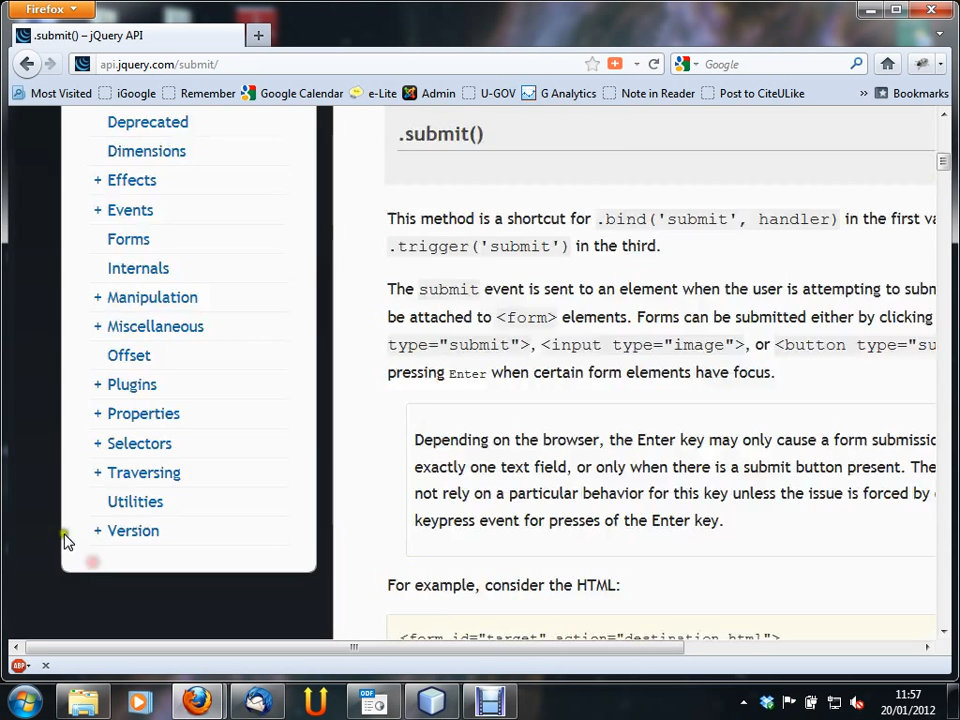 Firefox
.submit() – jQuery API
api.jquery.com/submit/
Google
Most Visited
iGoogle
Remember
Google Calendar
e-Lite
Admin
U-GOV
G Analytics
Note in Reader
Post to CiteULike
»
Bookmarks
Deprecated
Dimensions
+ Effects
+ Events
Forms
Internals
+ Manipulation
+ Miscellaneous
Offset
+ Plugins
+ Properties
+ Selectors
+ Traversing
Utilities
+ Version
.submit()
This method is a shortcut for .bind('submit', handler) in the first
.trigger('submit') in the third.
The submit event is sent to an element when the user is attempting to
be attached to <form> elements. Forms can be submitted either by clicking
type="submit">, <input type="image">, or <button
pressing Enter when certain form elements have focus.
Depending on the browser, the Enter key may only cause a form
exactly one text field, or only when there is a submit button present.
not rely on a particular behavior for this key unless the issue is forced by
keypress event for presses of the Enter key.
For example, consider the HTML:
<form id="target" action="destination.html">
ABP
ODF
11:57
20/01/2012